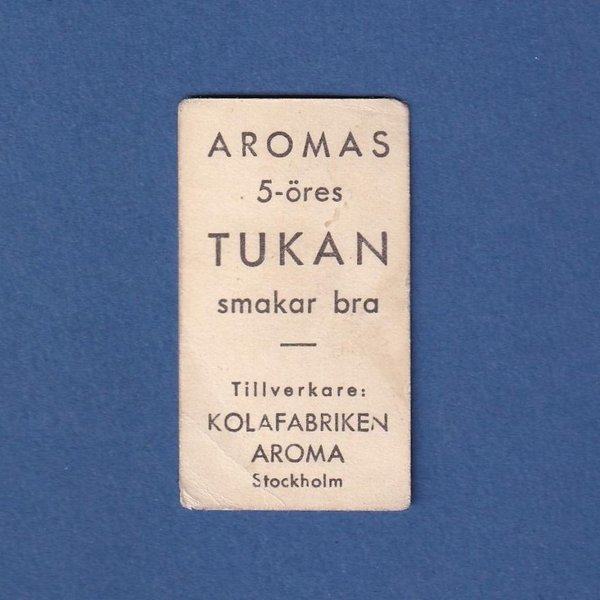 AROMAS
5-öres
TUKAN
smakar bra
Tillverkare:
KOLAFABRIKEN
AROMA
Stockholm